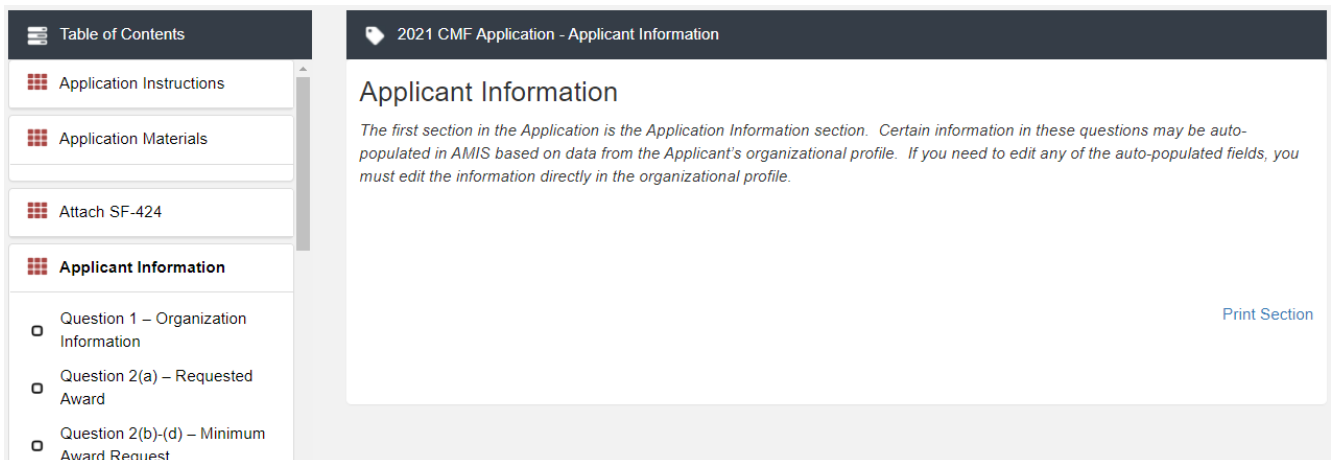 Table of Contents
Application Instructions
Application Materials
Attach SF-424
Applicant Information
Question 1 – Organization
Information
Question 2(a) – Requested
Award
Question 2(b)-(d) – Minimum
Award Request
2021 CMF Application - Applicant Information
Applicant Information
The first section in the Application is the Application Information section.  Certain information in these questions may be auto-
populated in AMIS based on data from the Applicant's organizational profile.  If you need to edit any of the auto-populated fields, you
must edit the information directly in the organizational profile.
Print Section